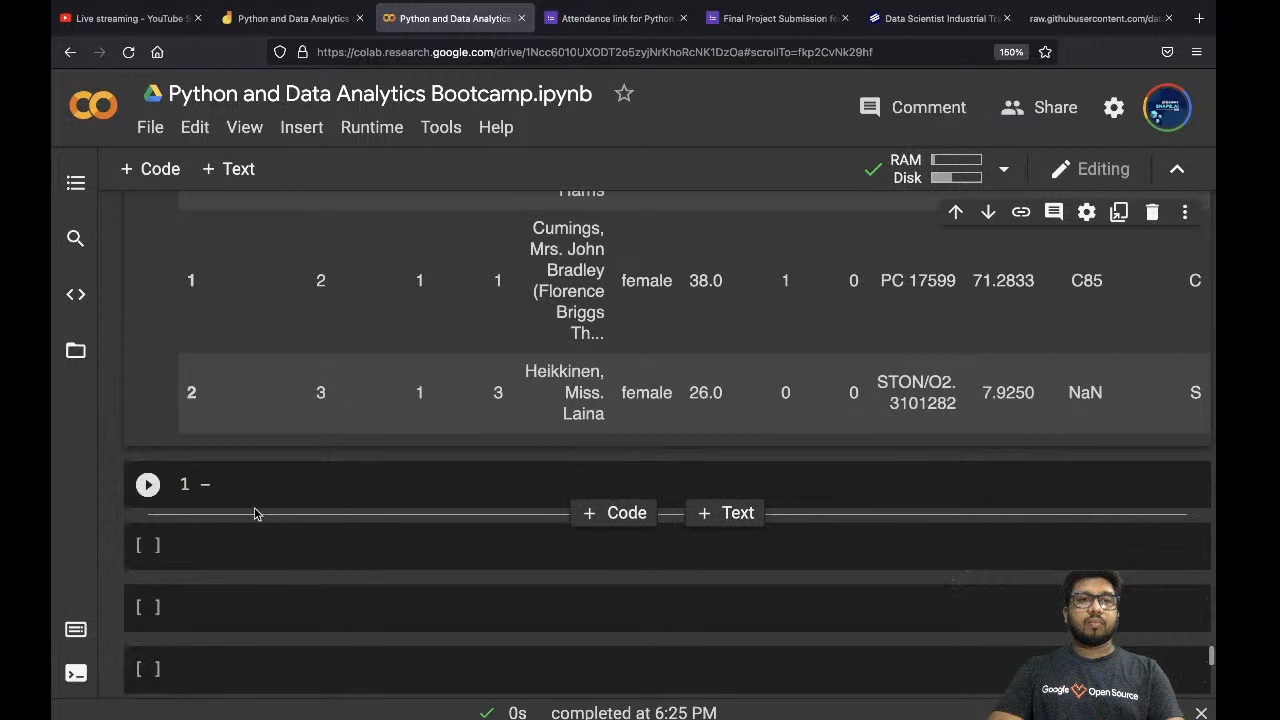 Live streaming - YouTube S
Python and Data Analytics
Python and Data Analytics
Attendance link for Python
Final Project Submission fo
Data Scientist Industrial Tra
raw.githubusercontent.com/dat
https://colab.research.google.com/drive/1Ncc6010UXODT2o5zyjNrKhoRcNK1DzOa#scrollTo=fkp2CvNk29hf
150%
Python and Data Analytics Bootcamp.ipynb
Comment
Share
File Edit View Insert Runtime Tools Help
+ Code + Text
RAM
Disk
Editing
Harris
1 2 1 1 Cumings, Mrs. John Bradley (Florence Briggs Th... female 38.0 1 0 PC 17599 71.2833 C85 C
2 3 1 3 Heikkinen, Miss. Laina female 26.0 0 0 STON/O2. 3101282 7.9250 NaN S
1 –
+ Code + Text
[ ]
[ ]
[ ]
0s completed at 6:25 PM
Google Open Source